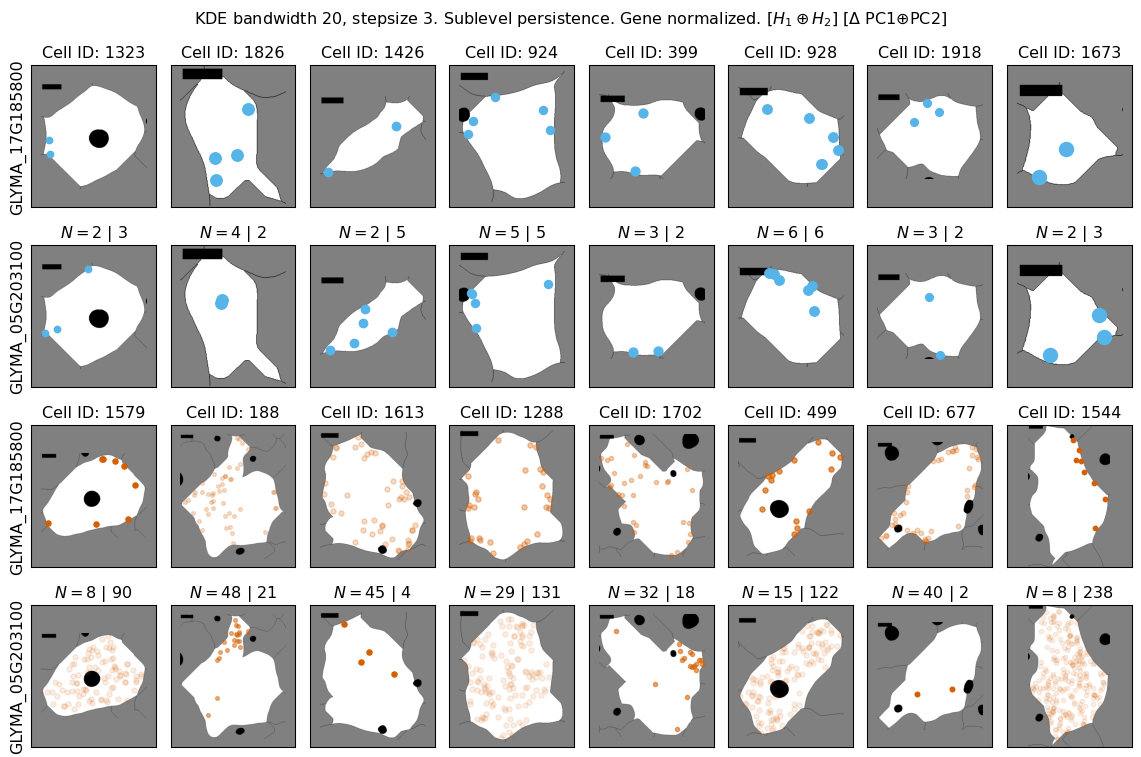 KDE bandwidth 20, stepsize 3. Sublevel persistence. Gene normalized. [H₁ ⊕ H₂] [Δ PC1⊕PC2]
Cell ID: 1323 Cell ID: 1826 Cell ID: 1426 Cell ID: 924 Cell ID: 399 Cell ID: 928 Cell ID: 1918 Cell ID: 1673
GLYMA_17G185800
N = 2 | 3 N = 4 | 2 N = 2 | 5 N = 5 | 5 N = 3 | 2 N = 6 | 6 N = 3 | 2 N = 2 | 3
GLYMA_05G203100
Cell ID: 1579 Cell ID: 188 Cell ID: 1613 Cell ID: 1288 Cell ID: 1702 Cell ID: 499 Cell ID: 677 Cell ID: 1544
GLYMA_17G185800
N = 8 | 90 N = 48 | 21 N = 45 | 4 N = 29 | 131 N = 32 | 18 N = 15 | 122 N = 40 | 2 N = 8 | 238
GLYMA_05G203100